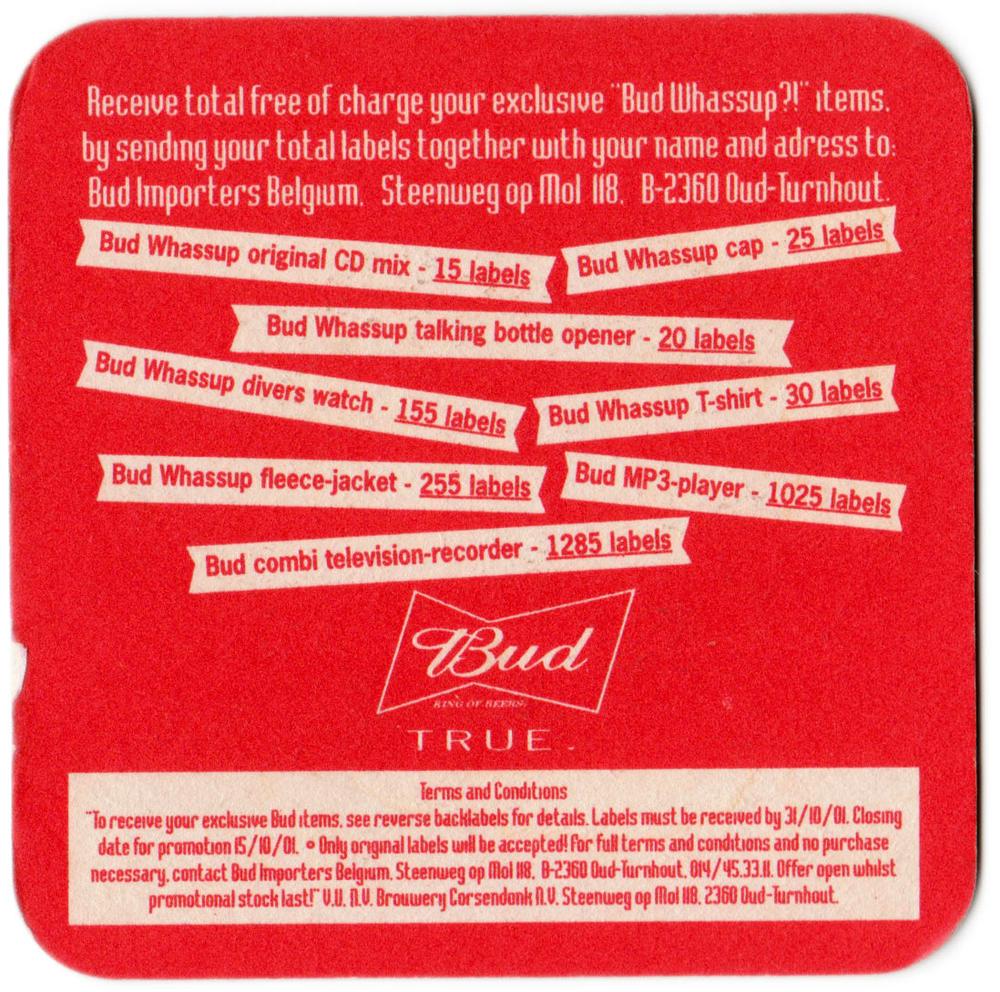 Receive total free of charge your exclusive "Bud Whassup?!" items,
by sending your total labels together with your name and adress to:
Bud Importers Belgium, Steenweg op Mol 118, B-2360 Oud-Turnhout.
Bud Whassup original CD mix - 15 labels
Bud Whassup cap - 25 labels
Bud Whassup talking bottle opener - 20 labels
Bud Whassup divers watch - 155 labels
Bud Whassup T-shirt - 30 labels
Bud Whassup fleece-jacket - 255 labels
Bud MP3-player - 1025 labels
Bud combi television-recorder - 1285 labels
Bud
KING OF BEERS.
TRUE.
Terms and Conditions
"To receive your exclusive Bud items, see reverse backlabels for details. Labels must be received by 31/10/01. Closing
date for promotion 15/10/01. • Only original labels will be accepted! For full terms and conditions and no purchase
necessary, contact Bud Importers Belgium, Steenweg op Mol 118, B-2360 Oud-Turnhout, 014/45.33.11. Offer open whilst
promotional stock last!" V.U. N.V. Brouwery Corsendonk N.V. Steenweg op Mol 118, 2360 Oud-Turnhout.